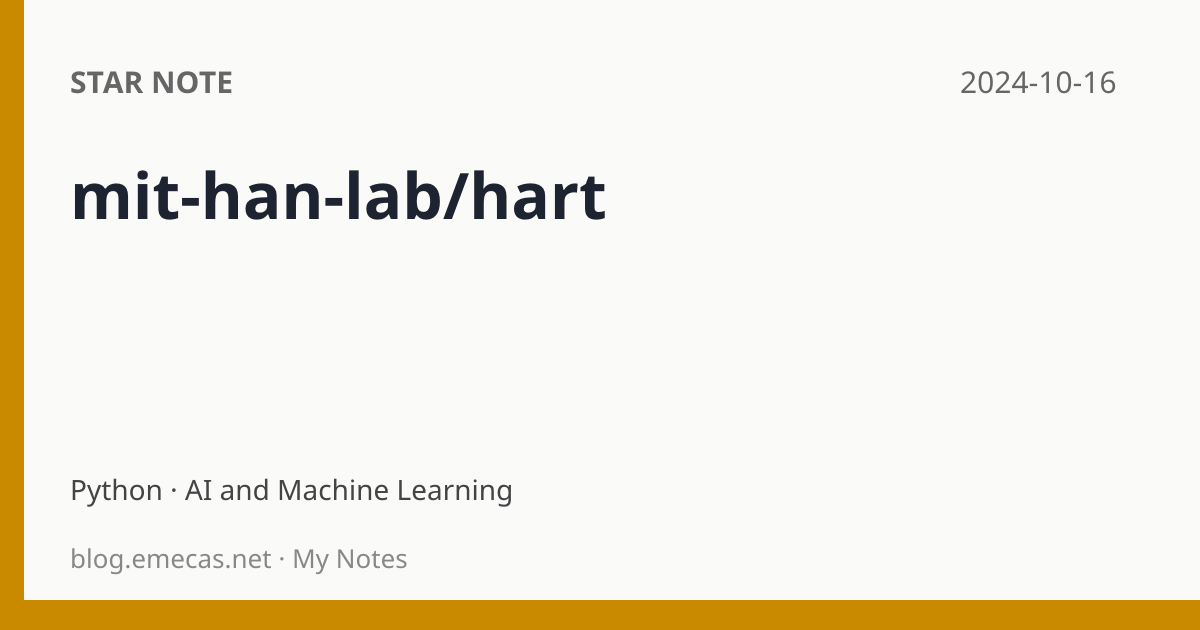 STAR NOTE
2024-10-16
mit-han-lab/hart
Python · AI and Machine Learning
blog.emecas.net · My Notes